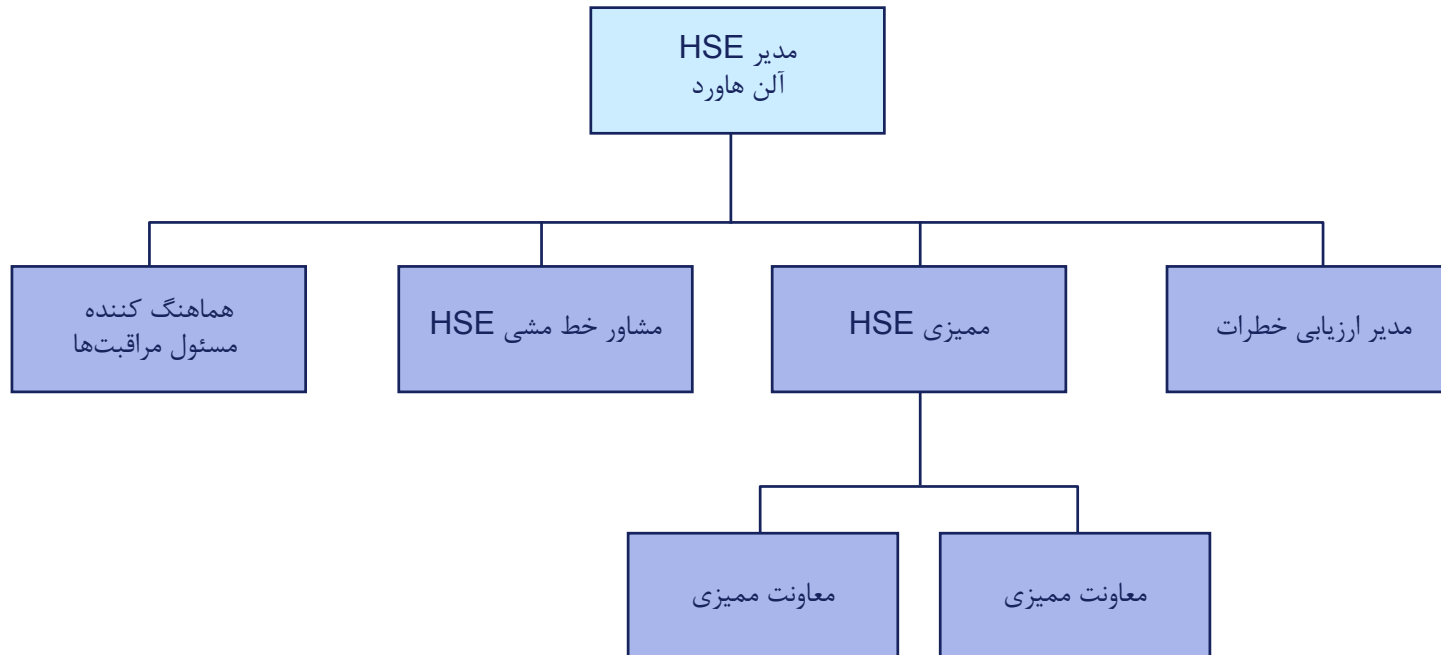 مدیر HSE
آلن هاورد
مدیر ارزیابی خطرات
ممیزی HSE
مشاور خط مشی HSE
هماهنگ کننده
مسئول مراقبت‌ها
معاونت ممیزی
معاونت ممیزی